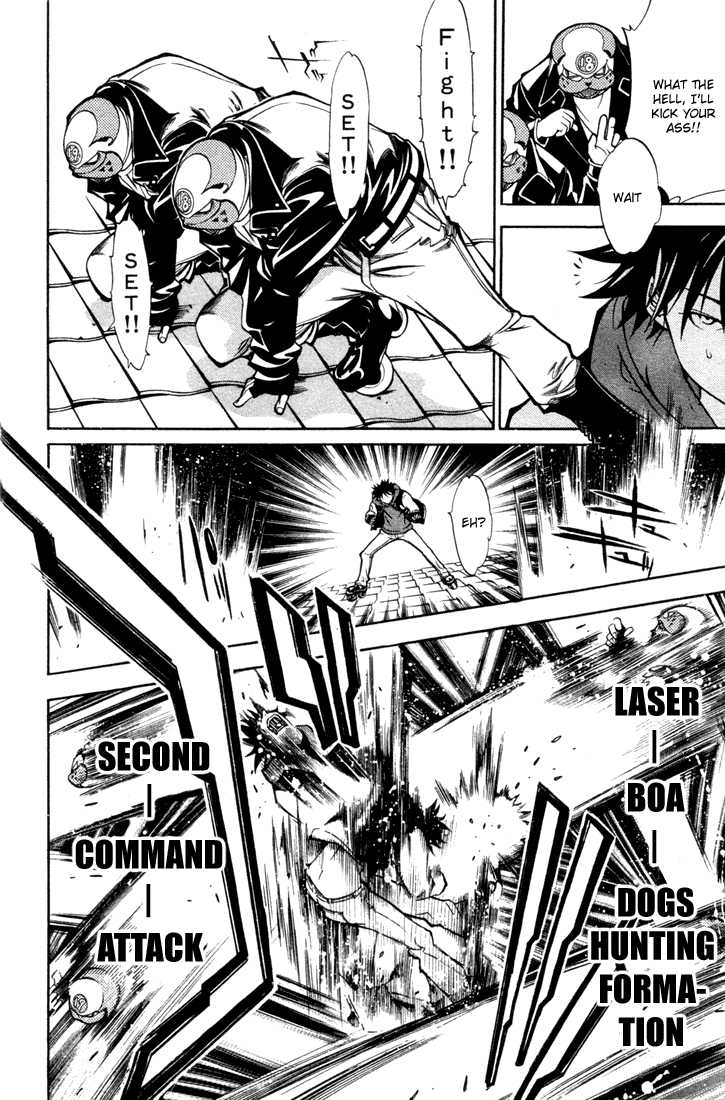 WHAT THE
HELL, I'LL
KICK YOUR
ASS!!
WAIT
Fight!!
SET!!
SET!!
EH?
LASER
-
BOA
-
DOGS
HUNTING
FORMA-
TION
SECOND
-
COMMAND
-
ATTACK